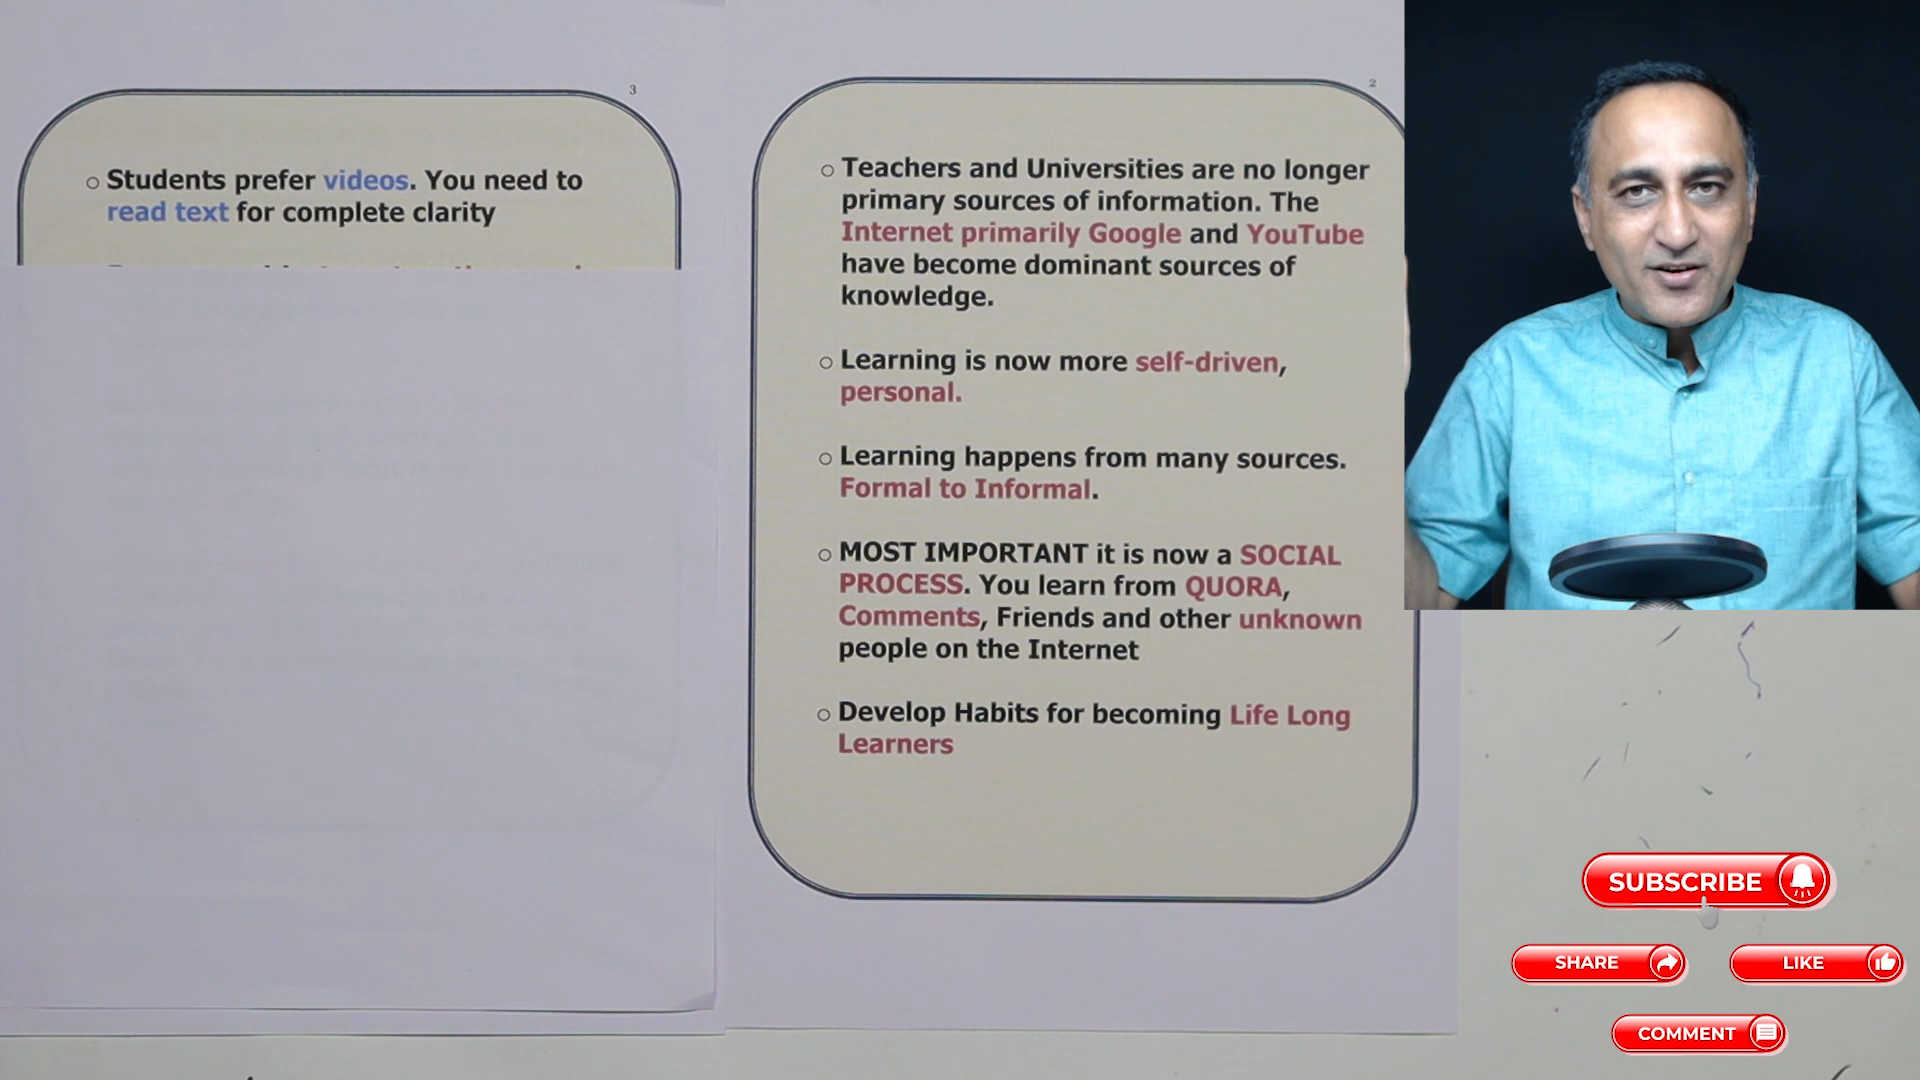 3
Students prefer videos. You need to
read text for complete clarity
2
Teachers and Universities are no longer
primary sources of information. The
Internet primarily Google and YouTube
have become dominant sources of
knowledge.
Learning is now more self-driven,
personal.
Learning happens from many sources.
Formal to Informal.
MOST IMPORTANT it is now a SOCIAL
PROCESS. You learn from QUORA,
Comments, Friends and other unknown
people on the Internet
Develop Habits for becoming Life Long
Learners
SUBSCRIBE
SHARE
LIKE
COMMENT